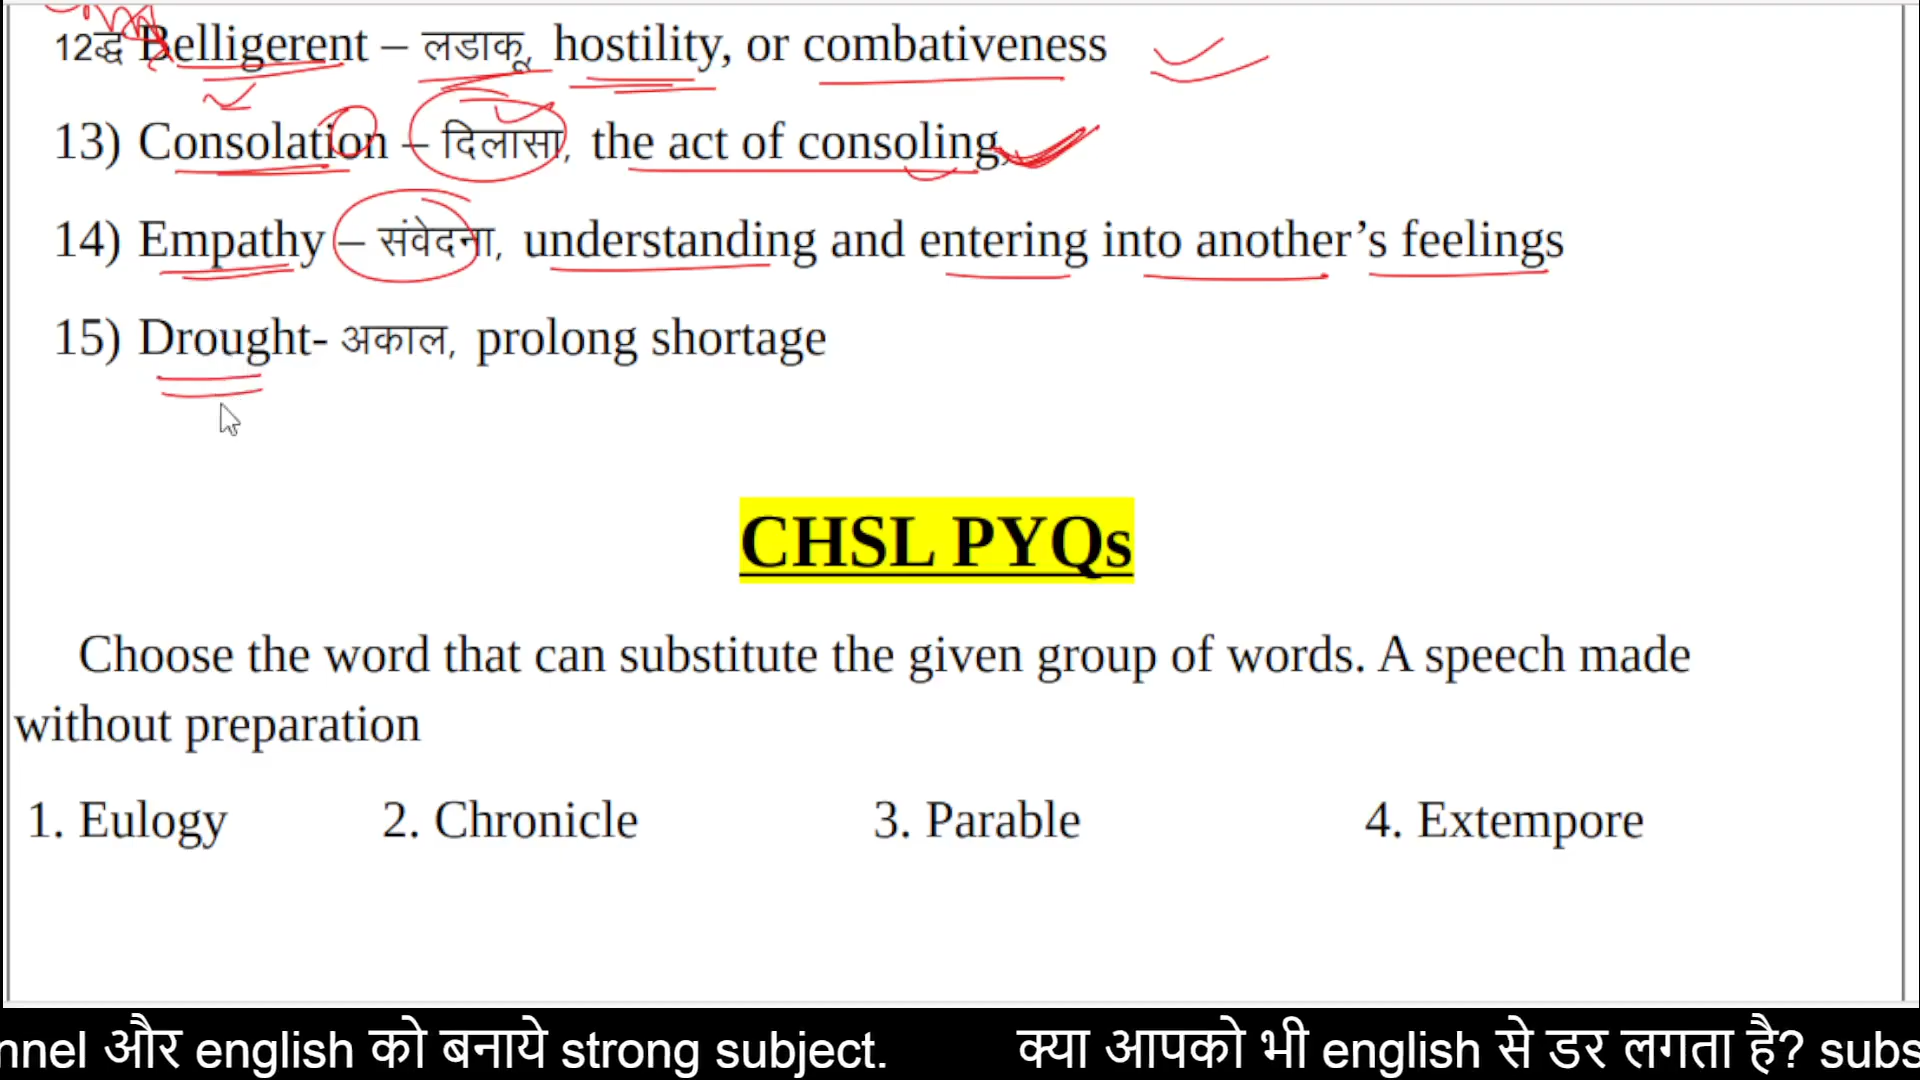 12द्ध Belligerent – लडाकू, hostility, or combativeness
13) Consolation – दिलासा, the act of consoling,
14) Empathy – संवेदना, understanding and entering into another’s feelings
15) Drought- अकाल, prolong shortage
CHSL PYQs
Choose the word that can substitute the given group of words. A speech made
without preparation
1. Eulogy 2. Chronicle 3. Parable 4. Extempore
nnel और english को बनाये strong subject. क्या आपको भी english से डर लगता है? subs